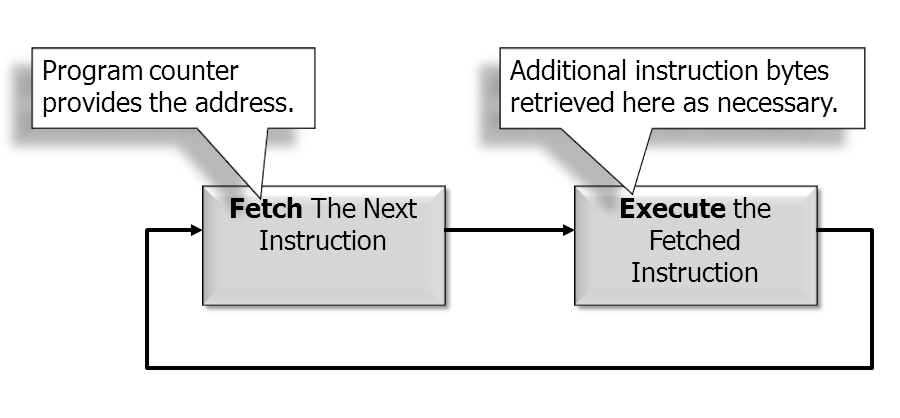 Program counter
provides the address.
Additional instruction bytes
retrieved here as necessary.
Fetch The Next
Instruction
Execute the
Fetched
Instruction